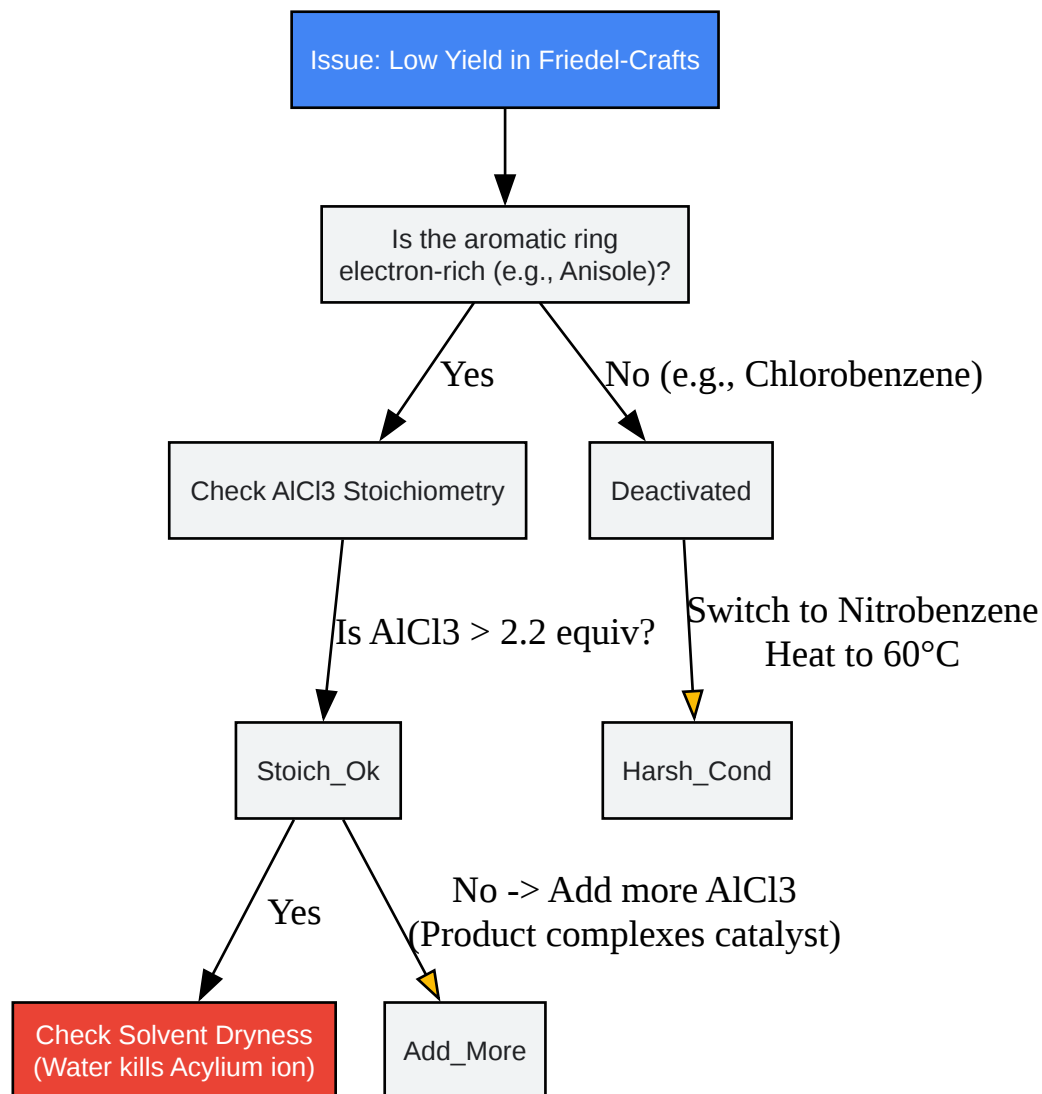 Issue: Low Yield in Friedel-Crafts
Is the aromatic ring
electron-rich (e.g., Anisole)?
Yes
No (e.g., Chlorobenzene)
Check AlCl3 Stoichiometry
Deactivated
Is AlCl3 > 2.2 equiv?
Switch to Nitrobenzene
Heat to 60°C
Stoich_Ok
Harsh_Cond
Yes
No -> Add more AlCl3
(Product complexes catalyst)
Check Solvent Dryness
(Water kills Acylium ion)
Add_More